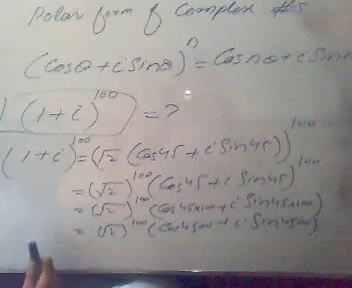 Polar form of Complex #5
(Cosθ + i Sinθ)^n = Cos nθ + i Sin n
(1+i)^100 = ?
(1+i)^100 = (√2 (Cos45 + i Sin45))^100
= (√2)^100 (Cos45 + i Sin45)^100
= (√2)^100 (Cos45x100 + i Sin45x100)
= (√2)^100 (Cos4500 + i Sin4500)